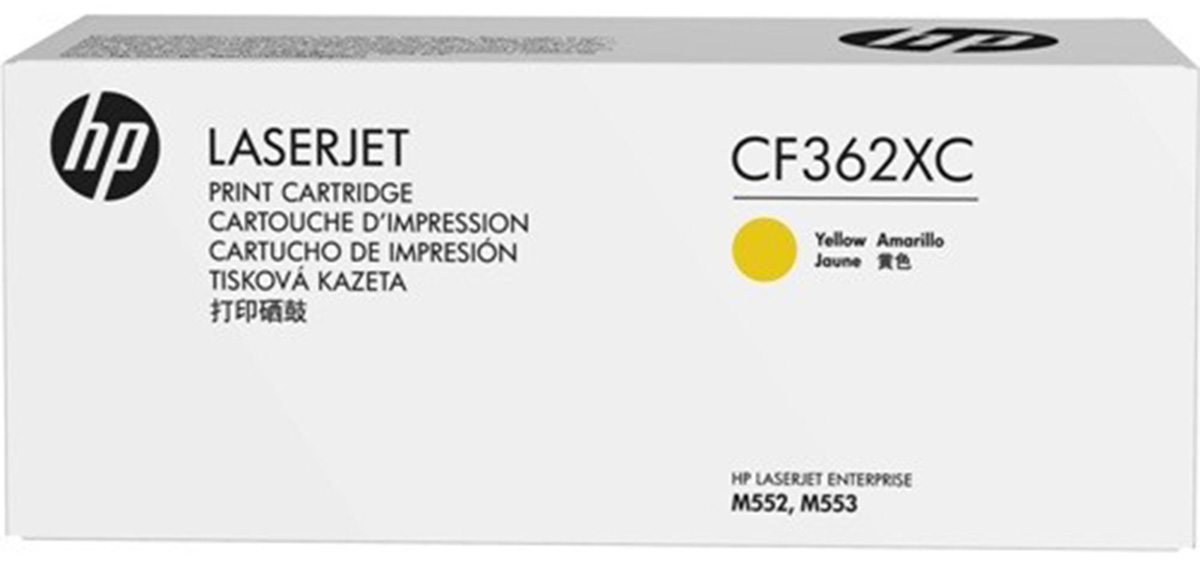 hp
hp
LASERJET
PRINT CARTRIDGE
CARTOUCHE D'IMPRESSION
CARTUCHO DE IMPRESIÓN
TISKOVÁ KAZETA
打印硒鼓
CF362XC
Yellow Amarillo
Jaune 黄色
HP LASERJET ENTERPRISE
M552, M553